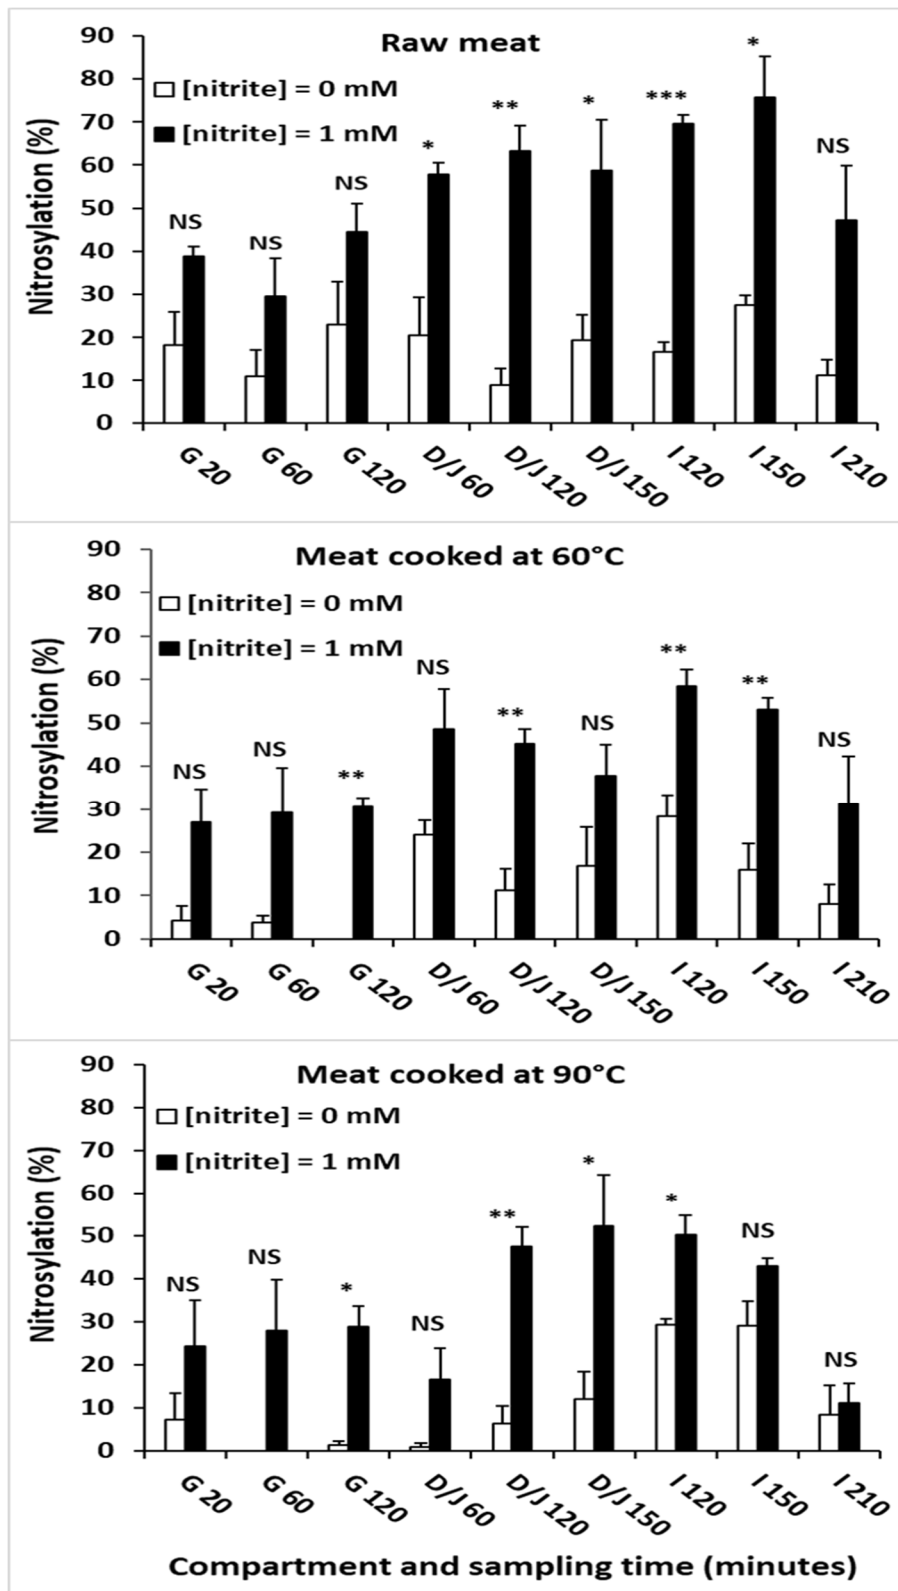 Raw meat
[nitrite] = 0 mM
[nitrite] = 1 mM
Nitrosylation (%)
90
80
70
60
50
40
30
20
10
0
NS
NS
NS
*
**
*
***
*
NS
G 20
G 60
G 120
D/J 60
D/J 120
D/J 150
I 120
I 150
I 210
Meat cooked at 60°C
[nitrite] = 0 mM
[nitrite] = 1 mM
Nitrosylation (%)
90
80
70
60
50
40
30
20
10
0
NS
NS
**
NS
**
NS
**
**
NS
G 20
G 60
G 120
D/J 60
D/J 120
D/J 150
I 120
I 150
I 210
Meat cooked at 90°C
[nitrite] = 0 mM
[nitrite] = 1 mM
Nitrosylation (%)
90
80
70
60
50
40
30
20
10
0
NS
NS
*
NS
**
*
*
NS
NS
G 20
G 60
G 120
D/J 60
D/J 120
D/J 150
I 120
I 150
I 210
Compartment and sampling time (minutes)